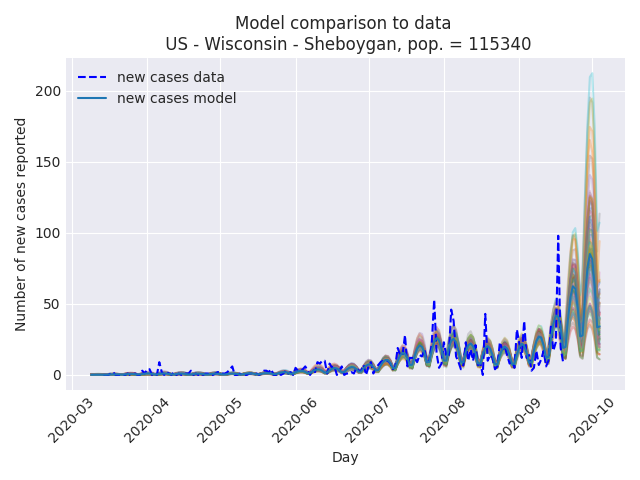 Model comparison to data
US - Wisconsin - Sheboygan, pop. = 115340
new cases data
new cases model
Number of new cases reported
200
150
100
50
0
2020-03
2020-04
2020-05
2020-06
2020-07
2020-08
2020-09
2020-10
Day